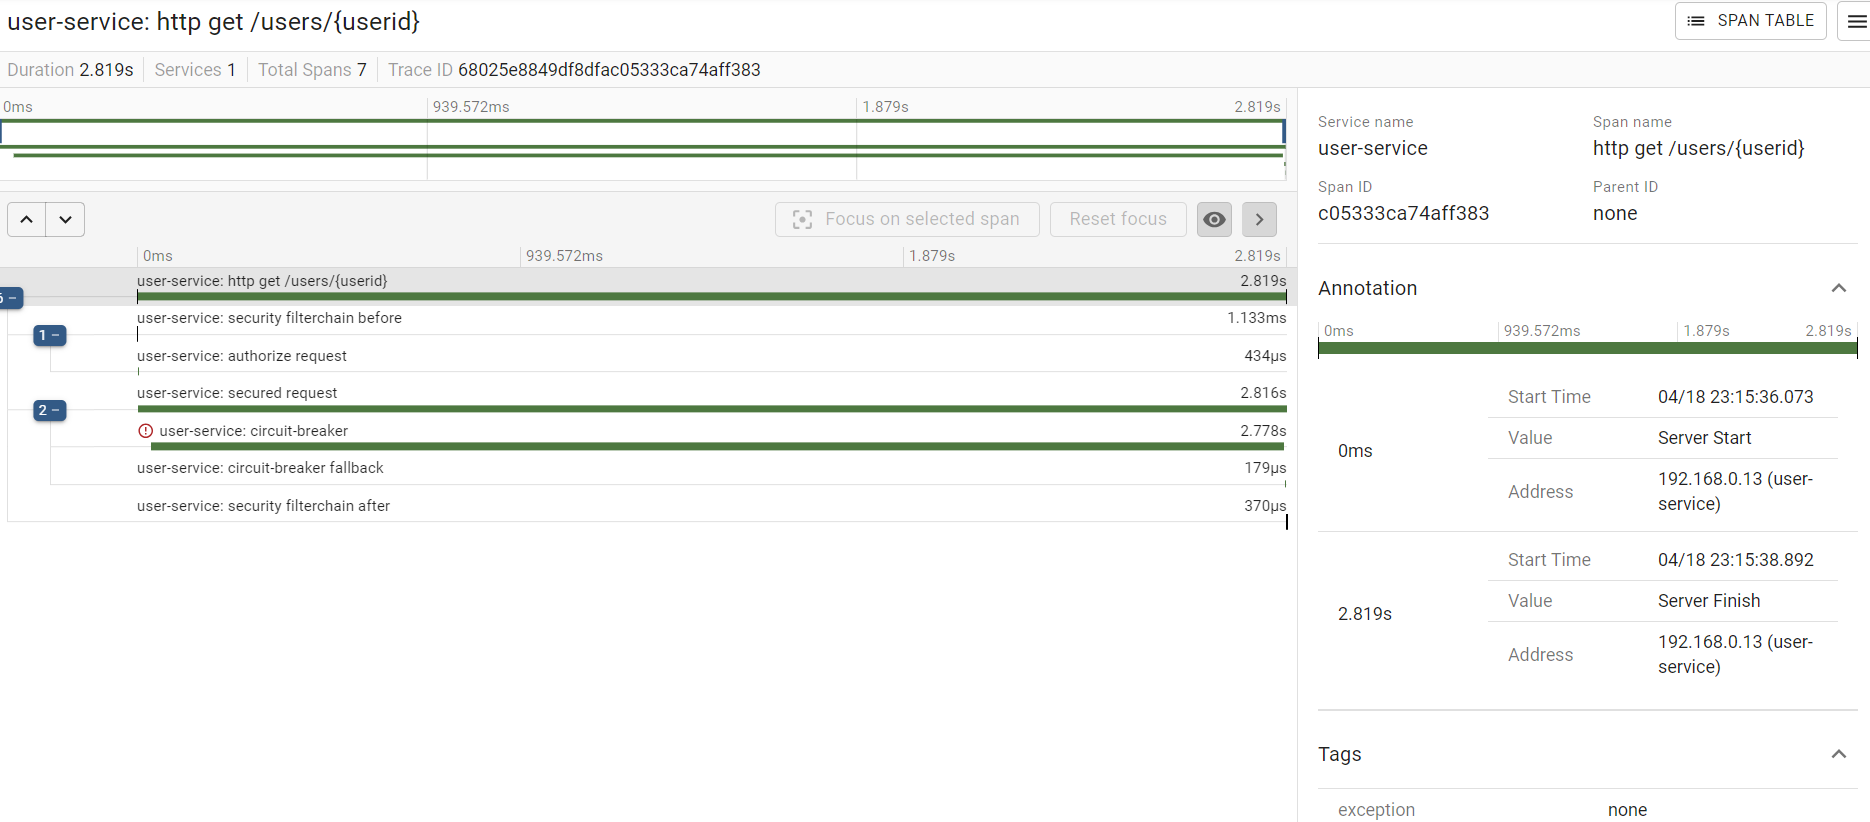 user-service: http get /users/{userid}
SPAN TABLE
Duration 2.819s Services 1 Total Spans 7 Trace ID 68025e8849df8dfac05333ca74aff383
0ms 939.572ms 1.879s 2.819s
Focus on selected span Reset focus
0ms 939.572ms 1.879s 2.819s
user-service: http get /users/{userid} 2.819s
6 −
user-service: security filterchain before 1.133ms
1 −
user-service: authorize request 434μs
user-service: secured request 2.816s
2 −
user-service: circuit-breaker 2.778s
user-service: circuit-breaker fallback 179μs
user-service: security filterchain after 370μs
Service name Span name
user-service http get /users/{userid}
Span ID Parent ID
c05333ca74aff383 none
Annotation
0ms 939.572ms 1.879s 2.819s
Start Time 04/18 23:15:36.073
0ms
Value Server Start
Address 192.168.0.13 (user-
service)
Start Time 04/18 23:15:38.892
2.819s
Value Server Finish
Address 192.168.0.13 (user-
service)
Tags
exception none